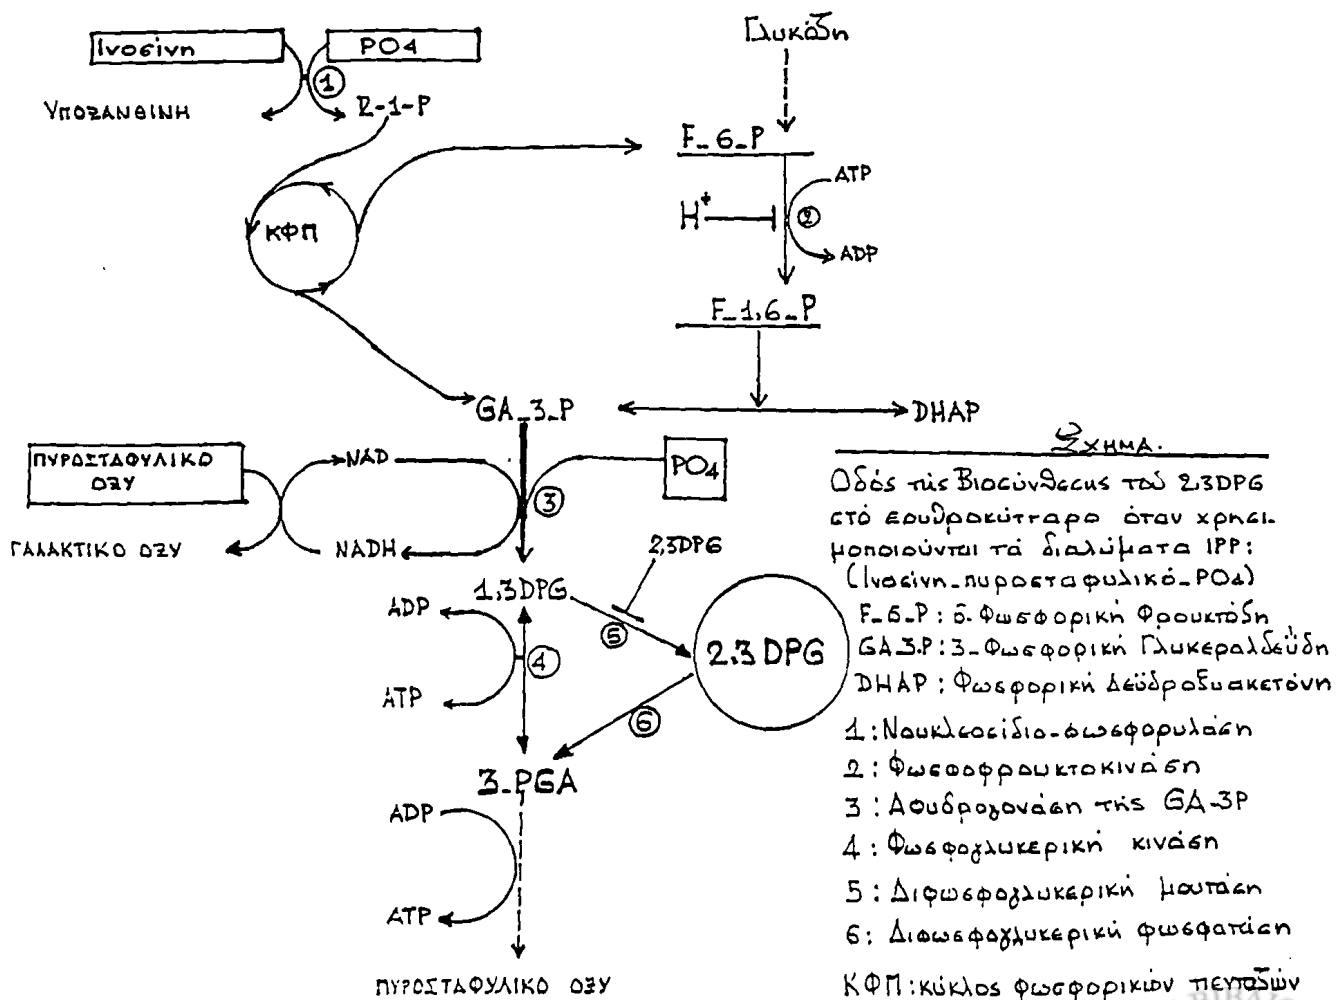 Γλυκόζη
Ινοσίνη
PO4
1
ΥΠΟΞΑΝΘΙΝΗ
R-1-P
F-6-P
ATP
H+
2
ΚΦΠ
ADP
F-1,6-P
GA-3-P
DHAP
ΠΥΡΟΣΤΑΦΥΛΙΚΟ
ΟΞΥ
NAD
PO4
3
ΓΑΛΑΚΤΙΚΟ ΟΞΥ
NADH
2,3DPG
1,3DPG
ADP
5
2,3 DPG
4
ATP
6
3-PGA
ADP
ATP
ΠΥΡΟΣΤΑΦΥΛΙΚΟ ΟΞΥ
ΣΧΗΜΑ.
Οδός τής Βιοσύνθεσης τού 2,3DPG
στό ερυθροκύτταρο όταν χρησι-
μοποιούνται τά διαλύματα IPP:
(Ινοσίνη-πυροσταφυλικό-PO4)
F-6-P : 6-Φωσφορική Φρουκτόζη
GA-3-P : 3-Φωσφορική Γλυκεραλδεΰδη
DHAP : Φωσφορική Δεϋδροξυακετόνη
1 : Νουκλεοσίδιο-φωσφορυλάση
2 : Φωσφοφρουκτοκινάση
3 : Αφυδρογονάση της GA-3P
4 : Φωσφογλυκερική κινάση
5 : Διφωσφογλυκερική μουτάση
6 : Διφωσφογλυκερική φωσφατάση
ΚΦΠ : κύκλος φωσφορικών πεντοζών